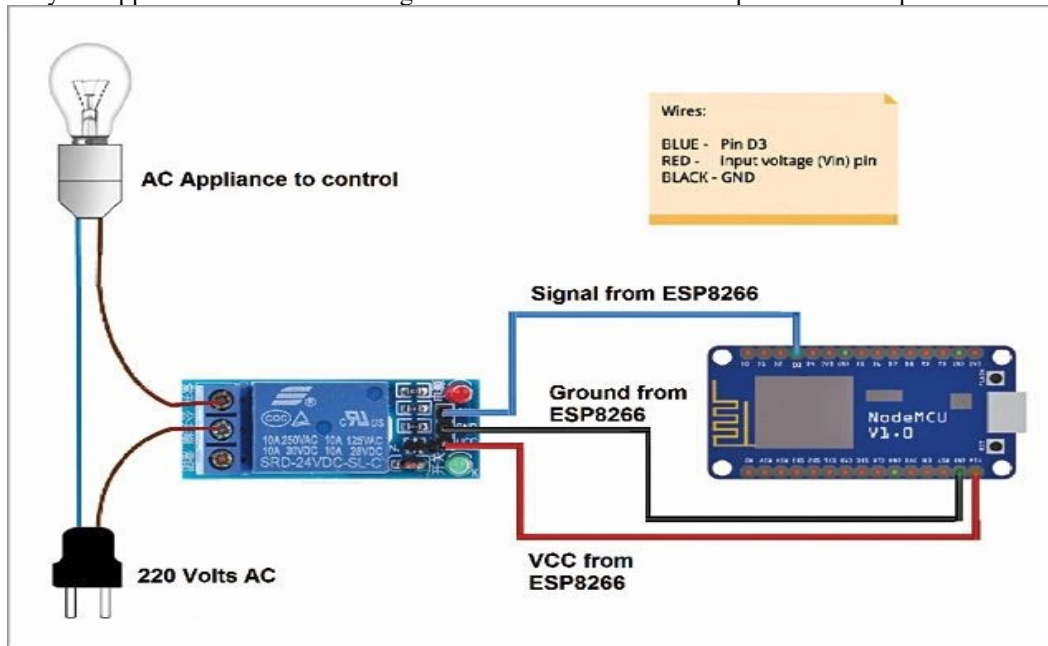 AC Appliance to control
Wires:
BLUE - Pin D3
RED - Input voltage (Vin) pin
BLACK - GND
Signal from ESP8266
Ground from
ESP8266
10A 250VAC 10A 125VAC
10A 30VDC 10A 28VDC
SRD-24VDC-SL-C
NodeMCU
V1.0
VCC from
ESP8266
220 Volts AC